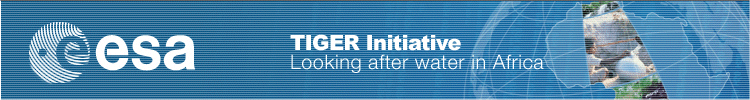 esa
TIGER Initiative
Looking after water in Africa